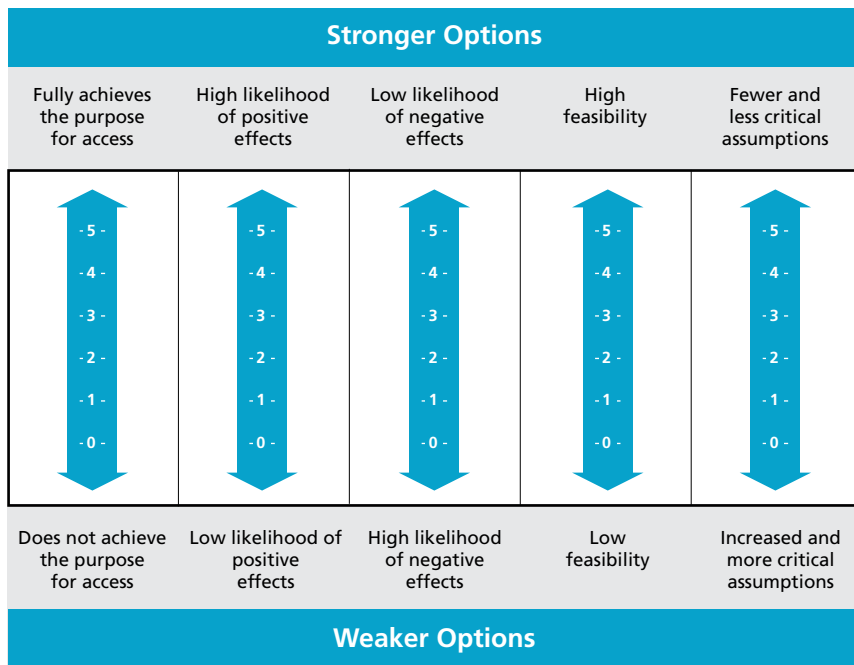 Stronger Options
Fully achieves
the purpose
for access
High likelihood
of positive
effects
Low likelihood
of negative
effects
High
feasibility
Fewer and
less critical
assumptions
- 5 -
- 4 -
- 3 -
- 2 -
- 1 -
- 0 -
- 5 -
- 4 -
- 3 -
- 2 -
- 1 -
- 0 -
- 5 -
- 4 -
- 3 -
- 2 -
- 1 -
- 0 -
- 5 -
- 4 -
- 3 -
- 2 -
- 1 -
- 0 -
- 5 -
- 4 -
- 3 -
- 2 -
- 1 -
- 0 -
Does not achieve
the purpose
for access
Low likelihood of
positive
effects
High likelihood
of negative
effects
Low
feasibility
Increased and
more critical
assumptions
Weaker Options